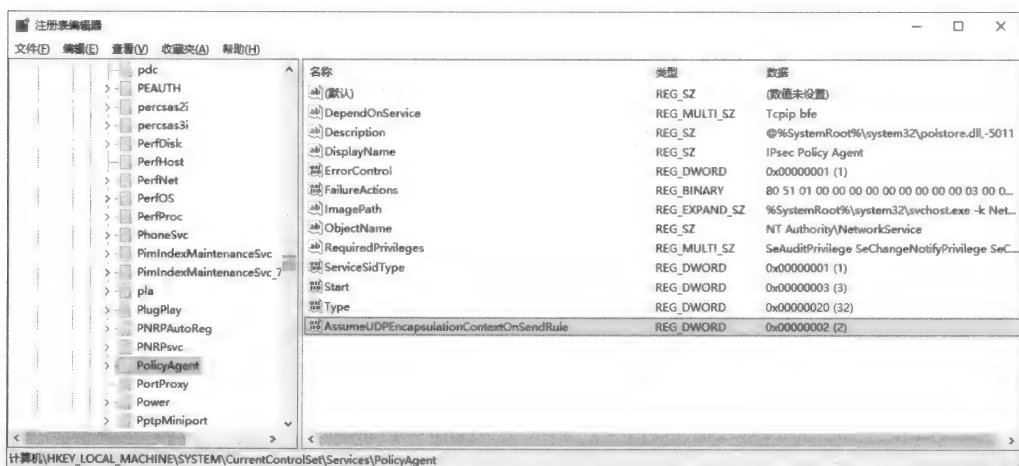 注册表编辑器
文件(F) 编辑(E) 查看(V) 收藏夹(A) 帮助(H)
pdc
PEAUTH
percsas2i
percsas3i
PerfDisk
PerfHost
PerfNet
PerfOS
PerfProc
PhoneSvc
PimIndexMaintenanceSvc
PimIndexMaintenanceSvc_7
pla
PlugPlay
PNRPAutoReg
PNRPsvc
PolicyAgent
PortProxy
Power
PptpMiniport
名称 类型 数据
(默认) REG_SZ (数值未设置)
DependOnService REG_MULTI_SZ Tcpip bfe
Description REG_SZ @%SystemRoot%\system32\polstore.dll,-5011
DisplayName REG_SZ IPsec Policy Agent
ErrorControl REG_DWORD 0x00000001 (1)
FailureActions REG_BINARY 80 51 01 00 00 00 00 00 00 00 00 00 03 00 0...
ImagePath REG_EXPAND_SZ %SystemRoot%\system32\svchost.exe -k Net...
ObjectName REG_SZ NT Authority\NetworkService
RequiredPrivileges REG_MULTI_SZ SeAuditPrivilege SeChangeNotifyPrivilege SeC...
ServiceSidType REG_DWORD 0x00000001 (1)
Start REG_DWORD 0x00000003 (3)
Type REG_DWORD 0x00000020 (32)
AssumeUDPEncapsulationContextOnSendRule REG_DWORD 0x00000002 (2)
计算机\HKEY_LOCAL_MACHINE\SYSTEM\CurrentControlSet\Services\PolicyAgent